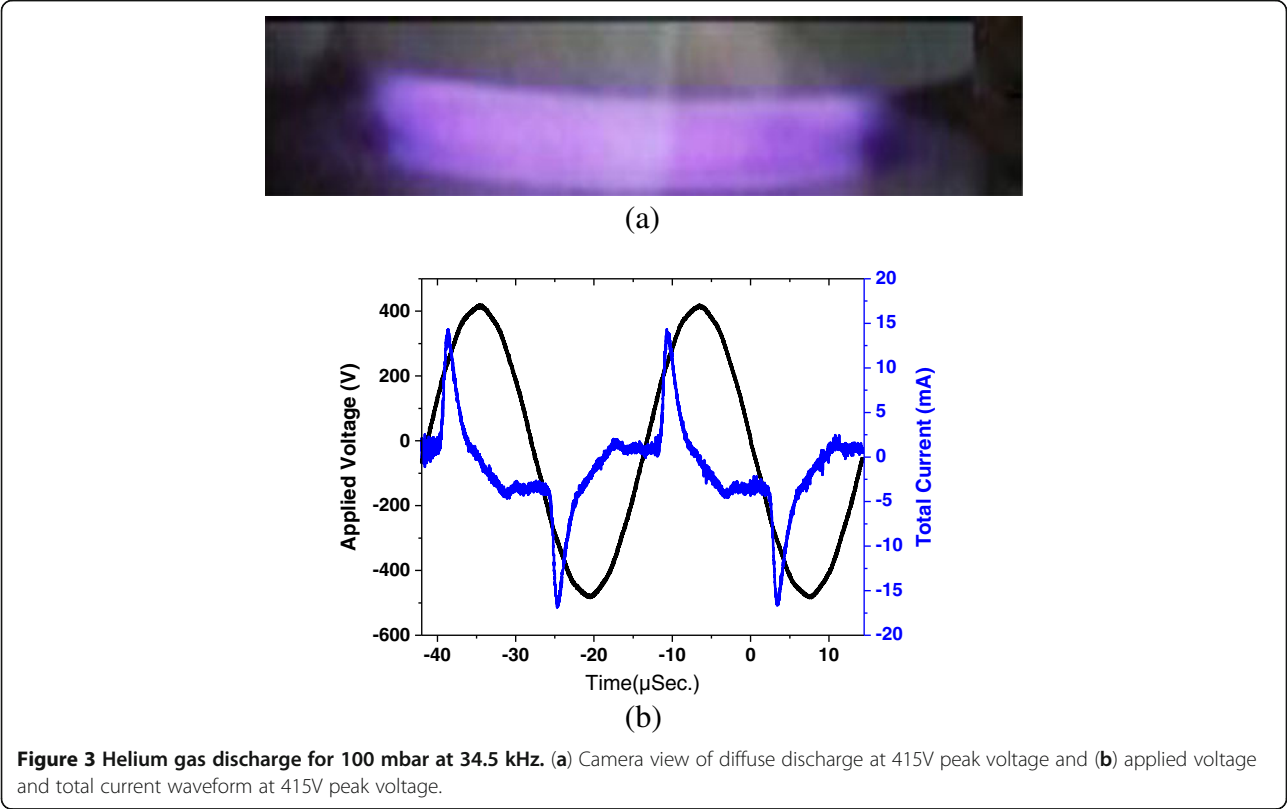 (a)
20
400
15
10
200
5
0
0
-200
-5
-10
-400
-15
-600
-20
Applied Voltage (V)
Total Current (mA)
-40 -30 -20 -10 0 10
Time(μSec.)
(b)
Figure 3 Helium gas discharge for 100 mbar at 34.5 kHz. (a) Camera view of diffuse discharge at 415V peak voltage and (b) applied voltage
and total current waveform at 415V peak voltage.